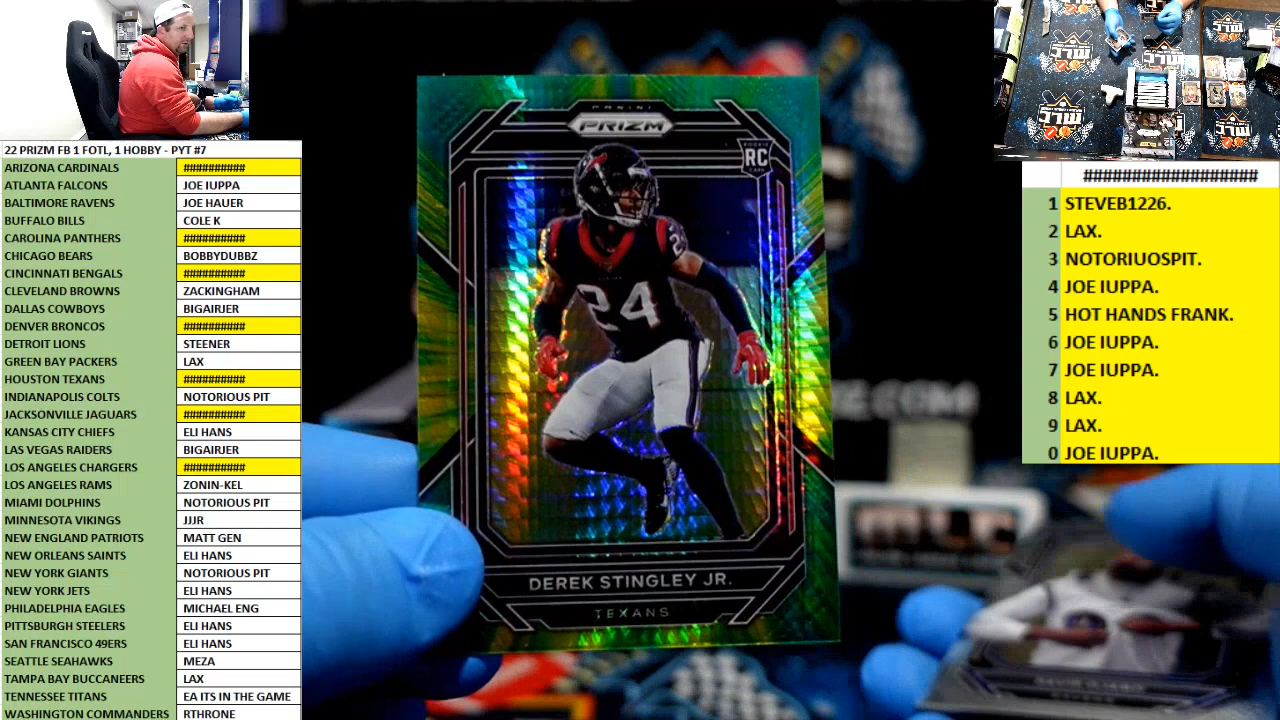 22 PRIZM FB 1 FOTL, 1 HOBBY - PYT #7
ARIZONA CARDINALS ##########
ATLANTA FALCONS JOE IUPPA
BALTIMORE RAVENS JOE HAUER
BUFFALO BILLS COLE K
CAROLINA PANTHERS ##########
CHICAGO BEARS BOBBYDUBBZ
CINCINNATI BENGALS ##########
CLEVELAND BROWNS ZACKINGHAM
DALLAS COWBOYS BIGAIRJER
DENVER BRONCOS ##########
DETROIT LIONS STEENER
GREEN BAY PACKERS LAX
HOUSTON TEXANS ##########
INDIANAPOLIS COLTS NOTORIOUS PIT
JACKSONVILLE JAGUARS ##########
KANSAS CITY CHIEFS ELI HANS
LAS VEGAS RAIDERS BIGAIRJER
LOS ANGELES CHARGERS ##########
LOS ANGELES RAMS ZONIN-KEL
MIAMI DOLPHINS NOTORIOUS PIT
MINNESOTA VIKINGS JJJR
NEW ENGLAND PATRIOTS MATT GEN
NEW ORLEANS SAINTS ELI HANS
NEW YORK GIANTS NOTORIOUS PIT
NEW YORK JETS ELI HANS
PHILADELPHIA EAGLES MICHAEL ENG
PITTSBURGH STEELERS ELI HANS
SAN FRANCISCO 49ERS ELI HANS
SEATTLE SEAHAWKS MEZA
TAMPA BAY BUCCANEERS LAX
TENNESSEE TITANS EA ITS IN THE GAME
WASHINGTON COMMANDERS RTHRONE
PANINI
PRIZM
ROOKIE
RC
CARD
24
24
DEREK STINGLEY JR.
TEXANS
.COM
##################
1 STEVEB1226.
2 LAX.
3 NOTORIUOSPIT.
4 JOE IUPPA.
5 HOT HANDS FRANK.
6 JOE IUPPA.
7 JOE IUPPA.
8 LAX.
9 LAX.
0 JOE IUPPA.